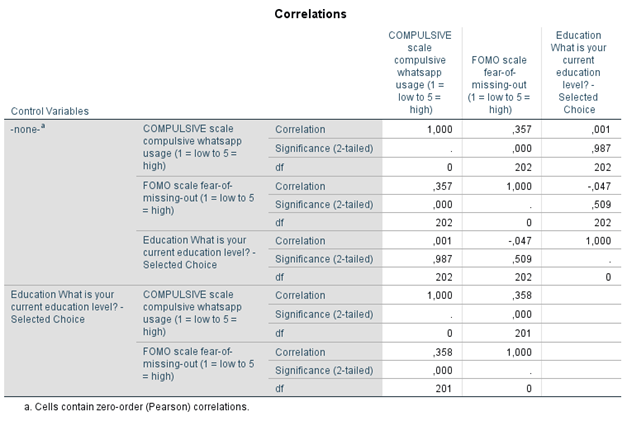 Correlations
COMPULSIVE
scale
compulsive
whatsapp
usage (1 =
low to 5 =
high)
FOMO scale
fear-of-
missing-out
(1 = low to 5
= high)
Education
What is your
current
education
level? -
Selected
Choice
Control Variables
-none-a
COMPULSIVE scale
compulsive whatsapp
usage (1 = low to 5 =
high)
Correlation 1,000 ,357 ,001
Significance (2-tailed) . ,000 ,987
df 0 202 202
FOMO scale fear-of-
missing-out (1 = low to 5
= high)
Correlation ,357 1,000 -,047
Significance (2-tailed) ,000 . ,509
df 202 0 202
Education What is your
current education level? -
Selected Choice
Correlation ,001 -,047 1,000
Significance (2-tailed) ,987 ,509 .
df 202 202 0
Education What is your
current education level? -
Selected Choice
COMPULSIVE scale
compulsive whatsapp
usage (1 = low to 5 =
high)
Correlation 1,000 ,358
Significance (2-tailed) . ,000
df 0 201
FOMO scale fear-of-
missing-out (1 = low to 5
= high)
Correlation ,358 1,000
Significance (2-tailed) ,000 .
df 201 0
a. Cells contain zero-order (Pearson) correlations.